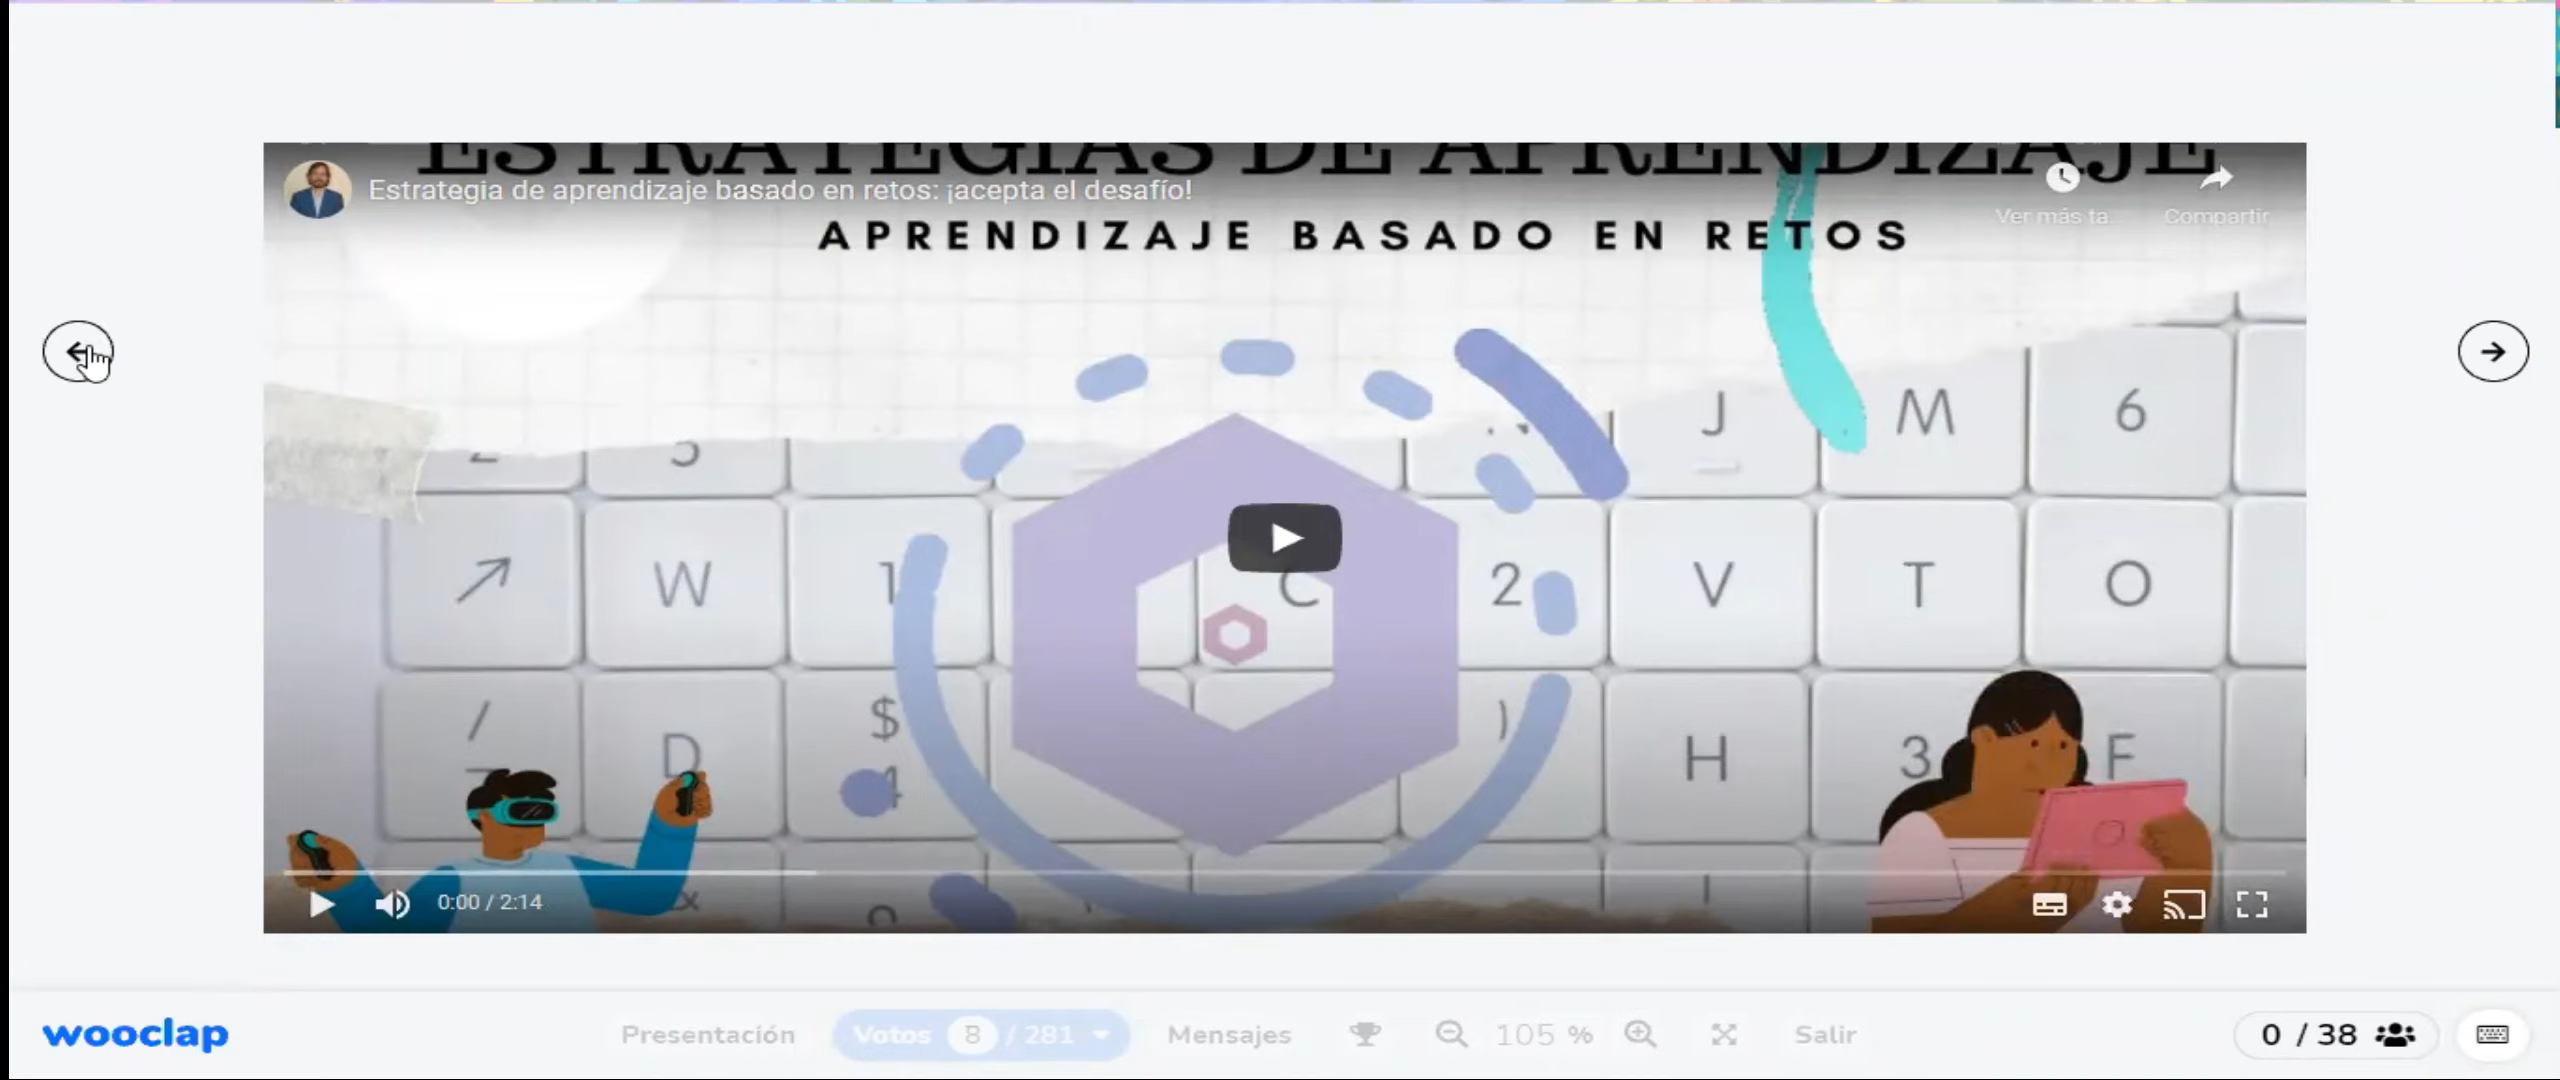 ESTRATEGIAS DE APRENDIZAJE
Estrategia de aprendizaje basado en retos: ¡acepta el desafío!
Ver más ta...
Compartir
APRENDIZAJE BASADO EN RETOS
J M 6
W 1 C 2 V T O
/ D $ ) H 3 F
4
0:00 / 2:14
wooclap
Presentación
Votos 8 / 281
Mensajes
105 %
Salir
0 / 38